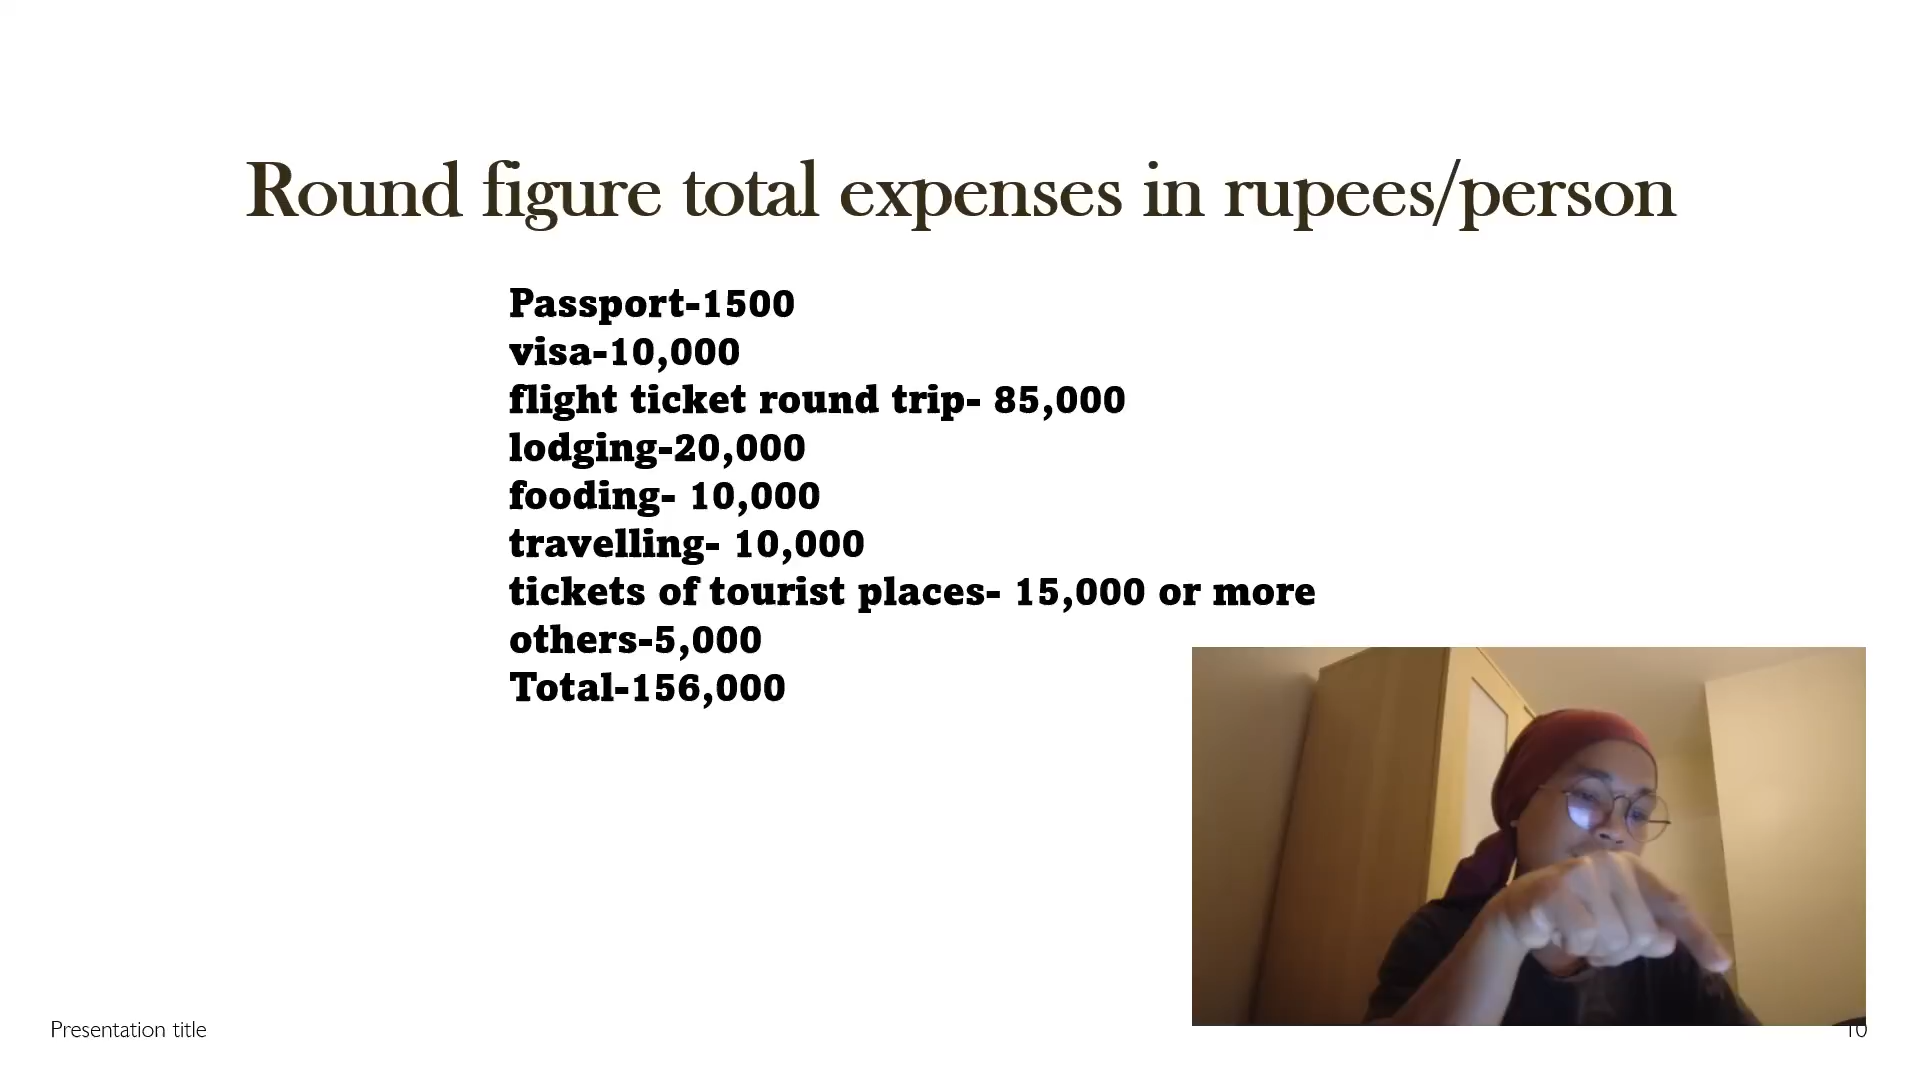 Round figure total expenses in rupees/person
Passport-1500
visa-10,000
flight ticket round trip- 85,000
lodging-20,000
fooding- 10,000
travelling- 10,000
tickets of tourist places- 15,000 or more
others-5,000
Total-156,000
Presentation title
10